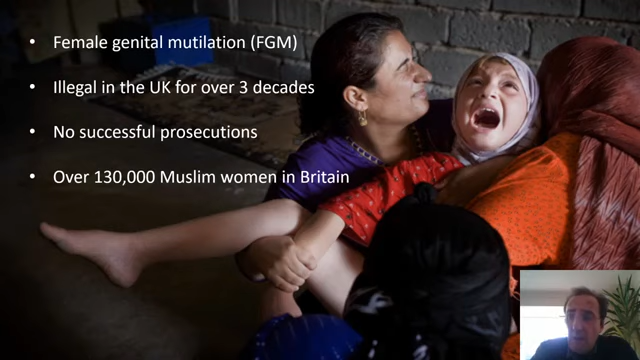 • Female genital mutilation (FGM)
• Illegal in the UK for over 3 decades
• No successful prosecutions
• Over 130,000 Muslim women in Britain